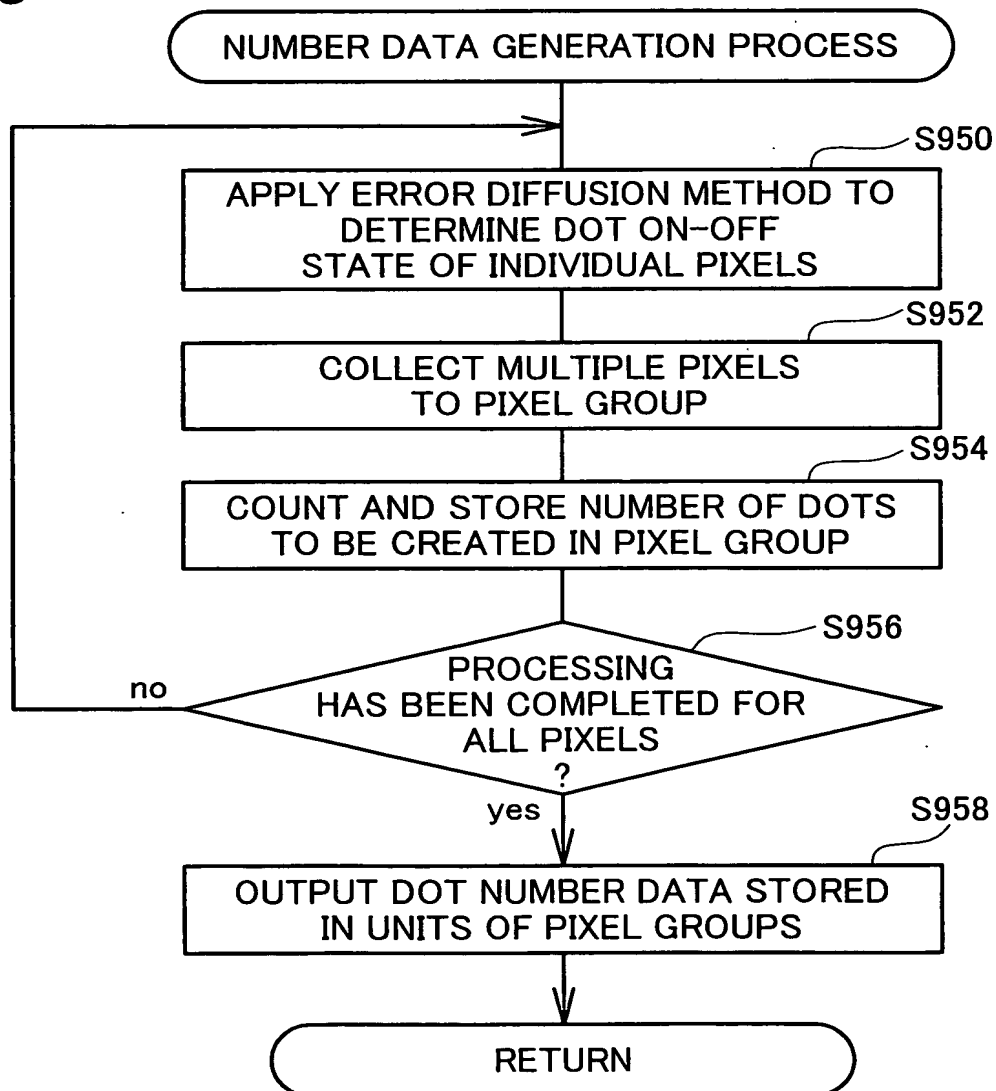 NUMBER DATA GENERATION PROCESS
S950
APPLY ERROR DIFFUSION METHOD TO
DETERMINE DOT ON-OFF
STATE OF INDIVIDUAL PIXELS
S952
COLLECT MULTIPLE PIXELS
TO PIXEL GROUP
S954
COUNT AND STORE NUMBER OF DOTS
TO BE CREATED IN PIXEL GROUP
S956
no
PROCESSING
HAS BEEN COMPLETED FOR
ALL PIXELS
?
yes
S958
OUTPUT DOT NUMBER DATA STORED
IN UNITS OF PIXEL GROUPS
RETURN